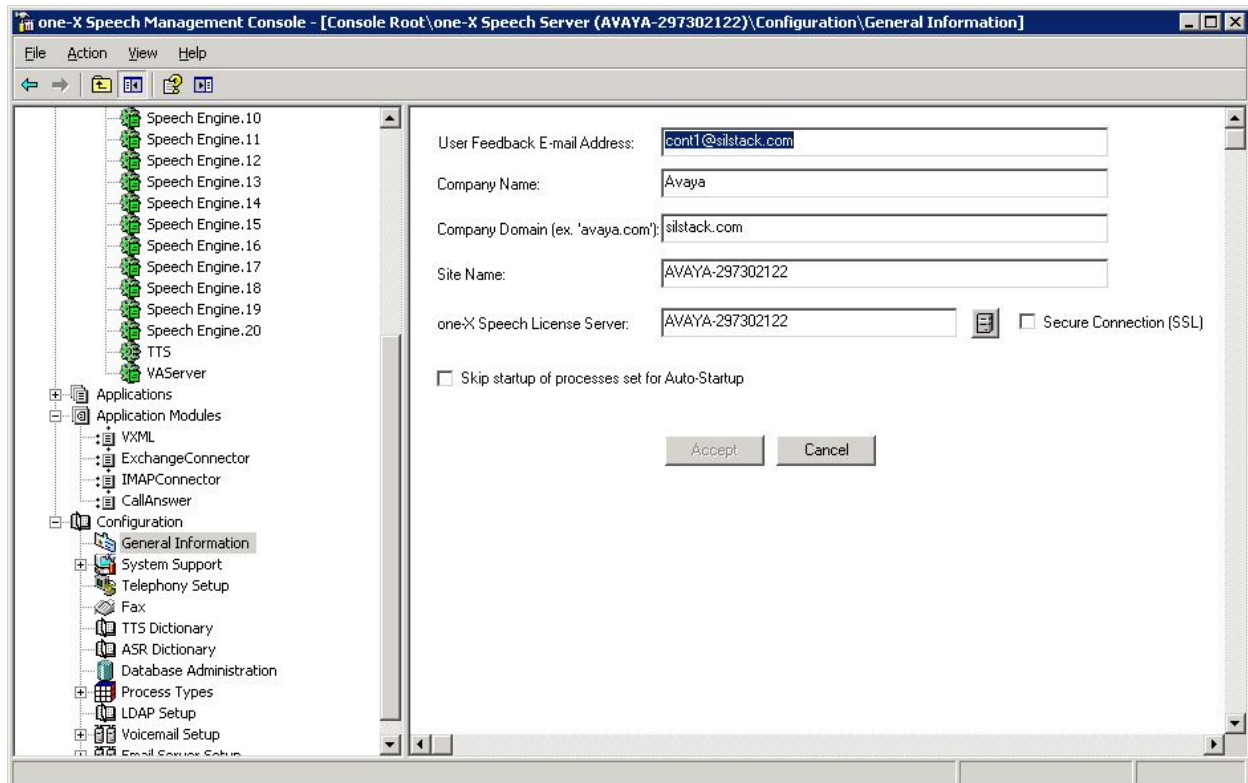 one-X Speech Management Console - [Console Root\one-X Speech Server (AVAYA-297302122)\Configuration\General Information]
File Action View Help
Speech Engine.10
Speech Engine.11
Speech Engine.12
Speech Engine.13
Speech Engine.14
Speech Engine.15
Speech Engine.16
Speech Engine.17
Speech Engine.18
Speech Engine.19
Speech Engine.20
TTS
VAServer
Applications
Application Modules
VXML
ExchangeConnector
IMAPConnector
CallAnswer
Configuration
General Information
System Support
Telephony Setup
Fax
TTS Dictionary
ASR Dictionary
Database Administration
Process Types
LDAP Setup
Voicemail Setup
Email Server Setup
User Feedback E-mail Address: cont1@silstack.com
Company Name: Avaya
Company Domain (ex. 'avaya.com'): silstack.com
Site Name: AVAYA-297302122
one-X Speech License Server: AVAYA-297302122 Secure Connection (SSL)
Skip startup of processes set for Auto-Startup
Accept Cancel